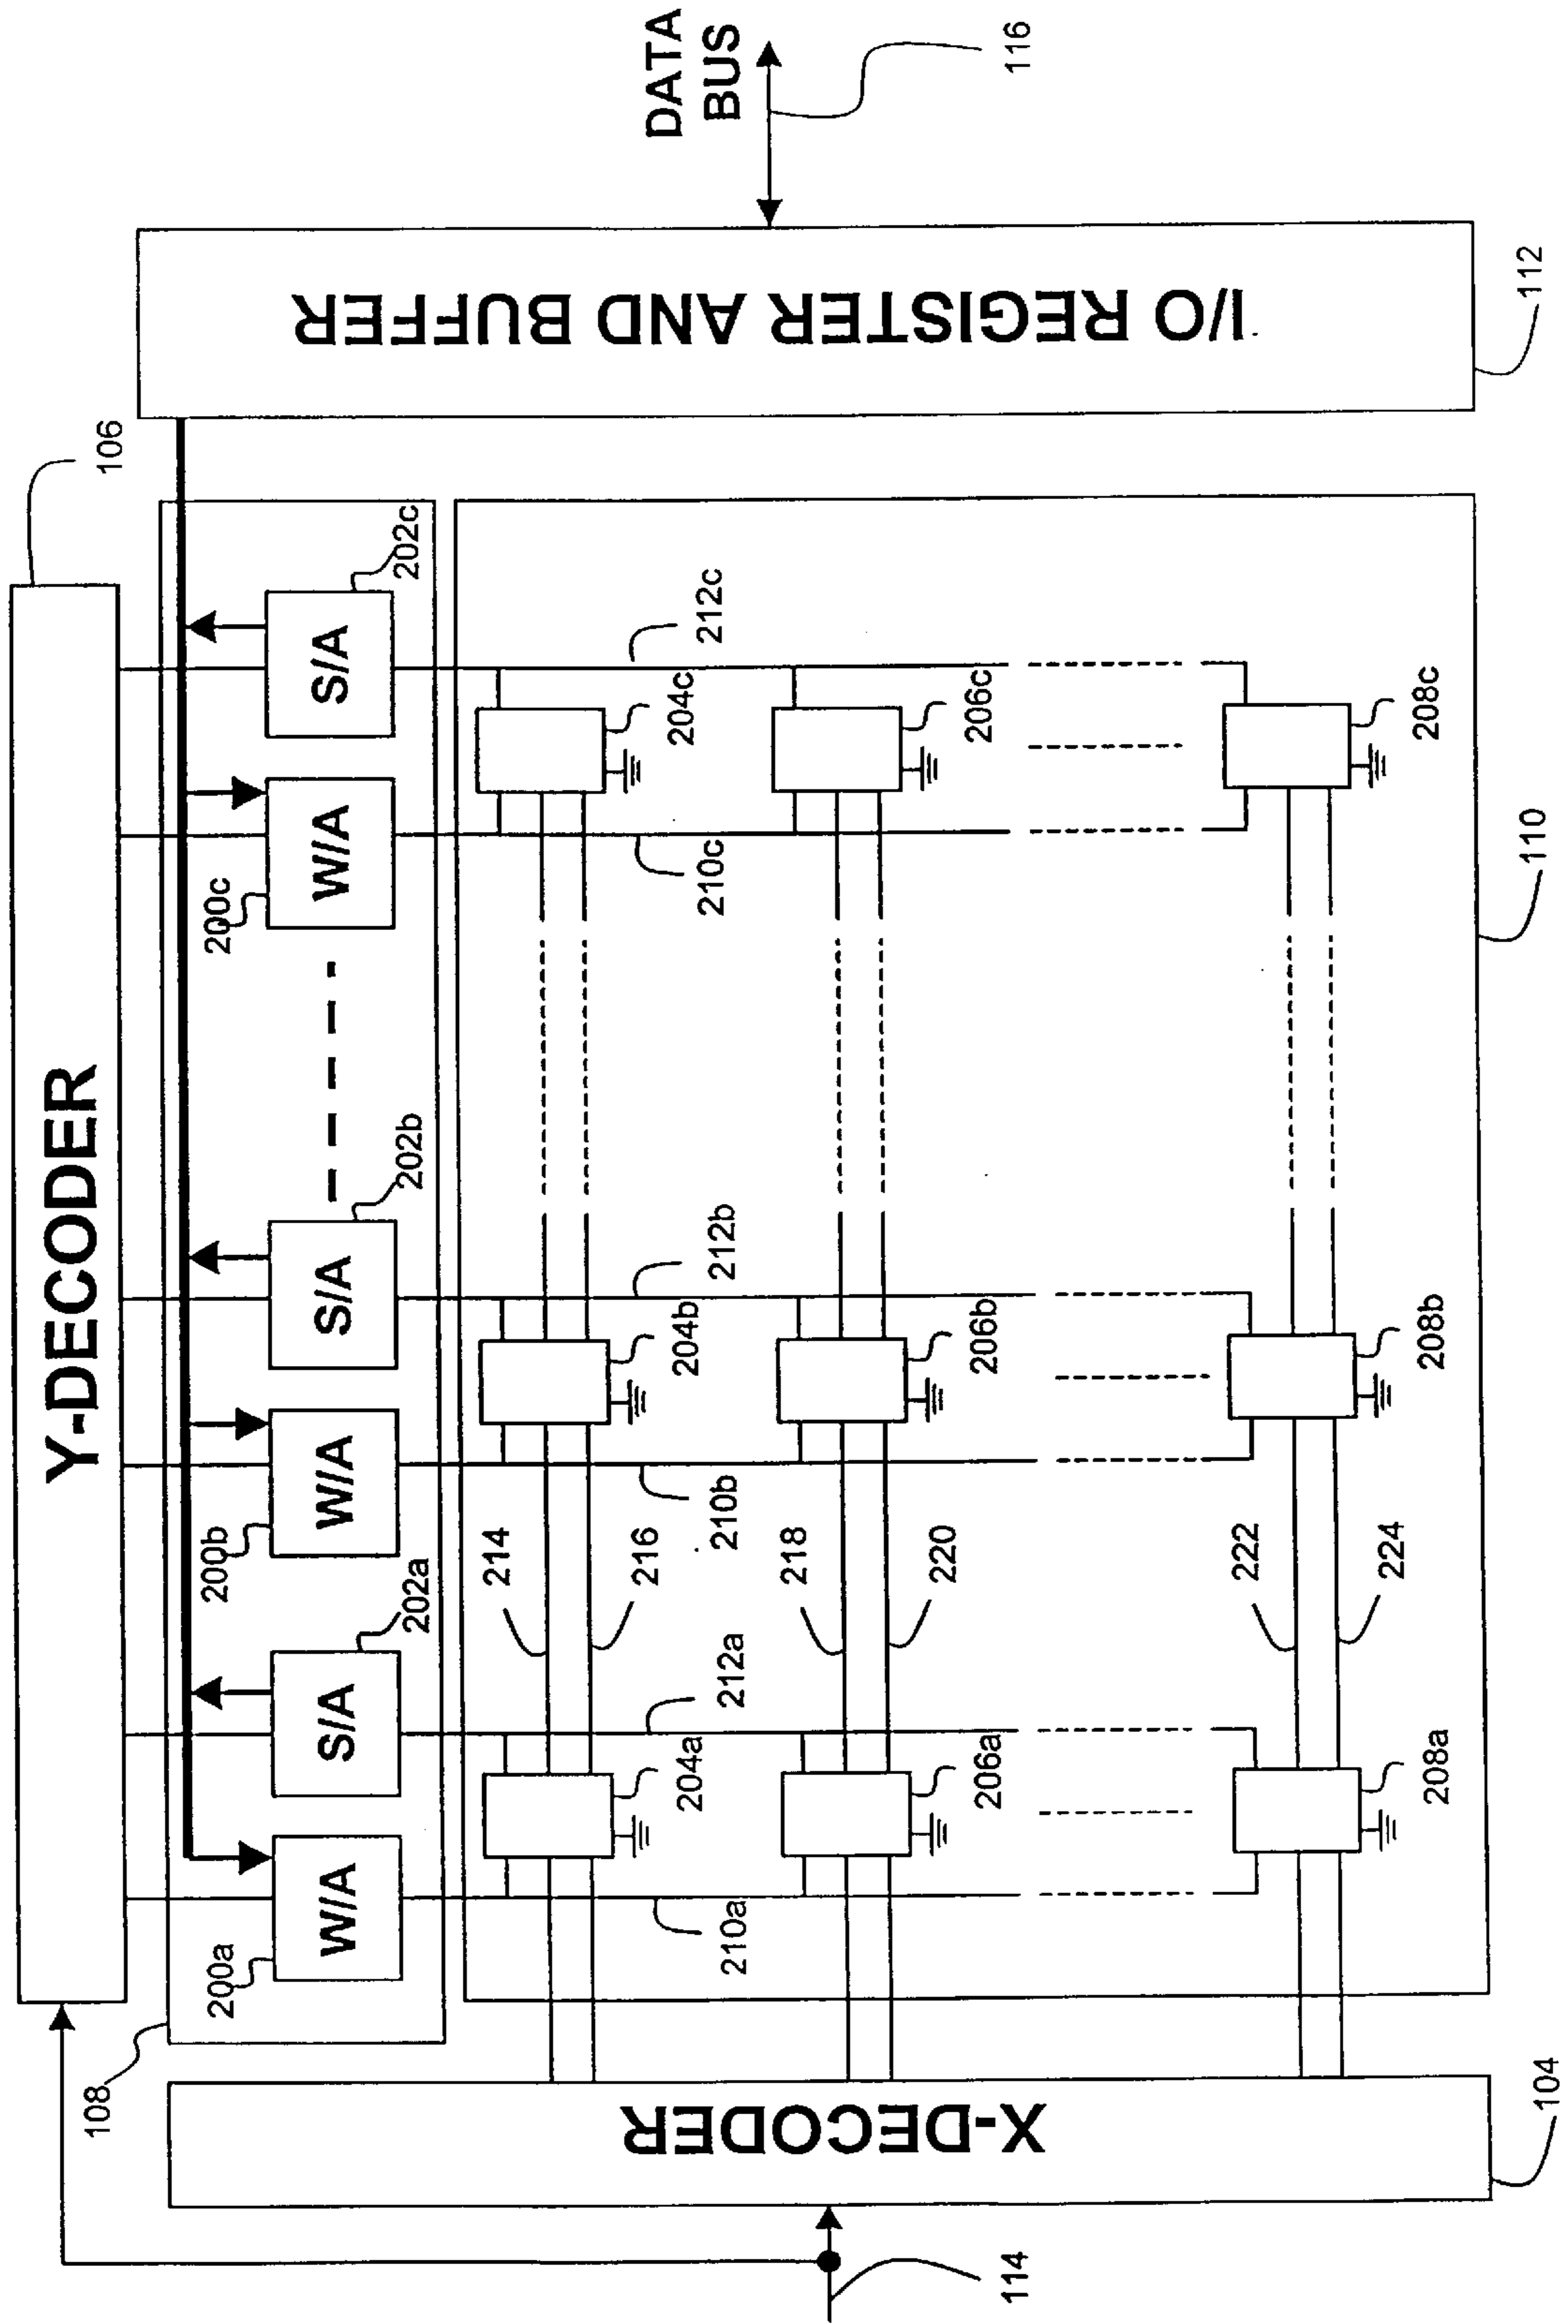 Y-DECODER
106
108
200a
W/A
202a
S/A
200b
W/A
202b
S/A
200c
W/A
202c
S/A
204a
204b
204c
214
216
210a
212a
210b
212b
210c
212c
206a
206b
206c
218
220
208a
208b
208c
222
224
110
X-DECODER
104
114
I/O REGISTER AND BUFFER
112
DATA
BUS
116